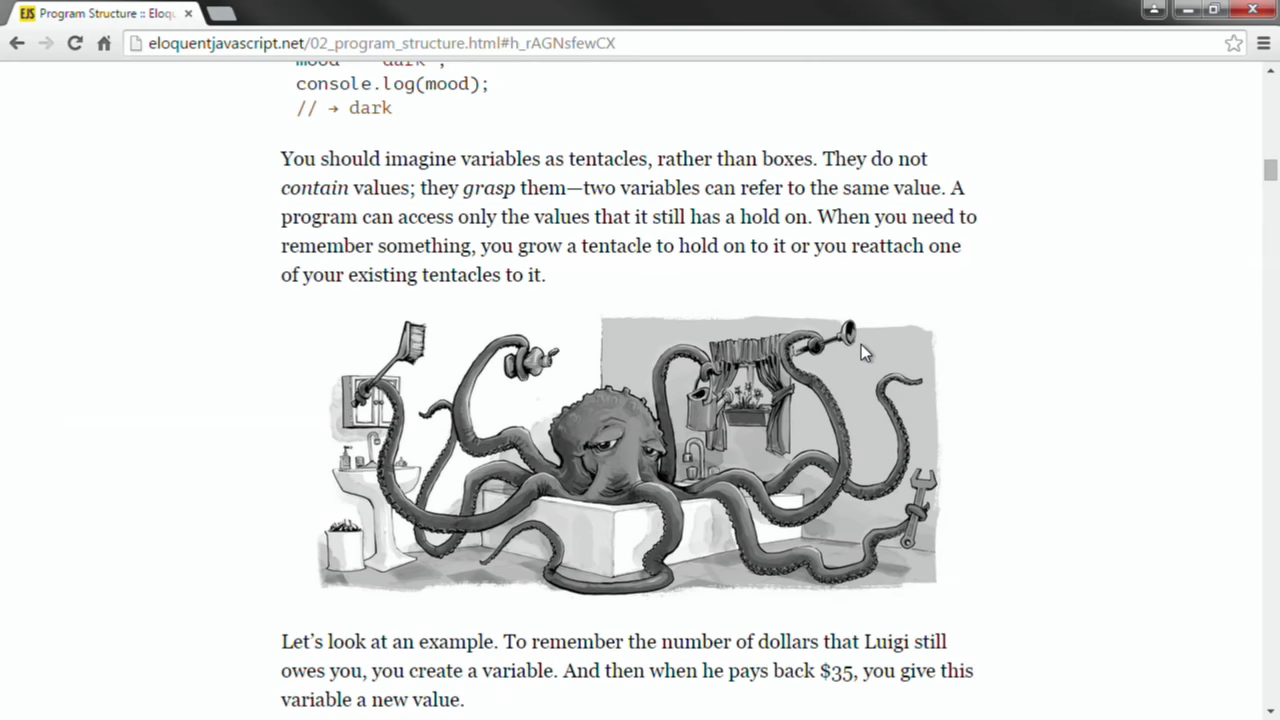 EJS Program Structure :: Eloqu
eloquentjavascript.net/02_program_structure.html#h_rAGNsfewCX
console.log(mood);
// → dark
You should imagine variables as tentacles, rather than boxes. They do not
contain values; they grasp them—two variables can refer to the same value. A
program can access only the values that it still has a hold on. When you need to
remember something, you grow a tentacle to hold on to it or you reattach one
of your existing tentacles to it.
Let’s look at an example. To remember the number of dollars that Luigi still
owes you, you create a variable. And then when he pays back $35, you give this
variable a new value.